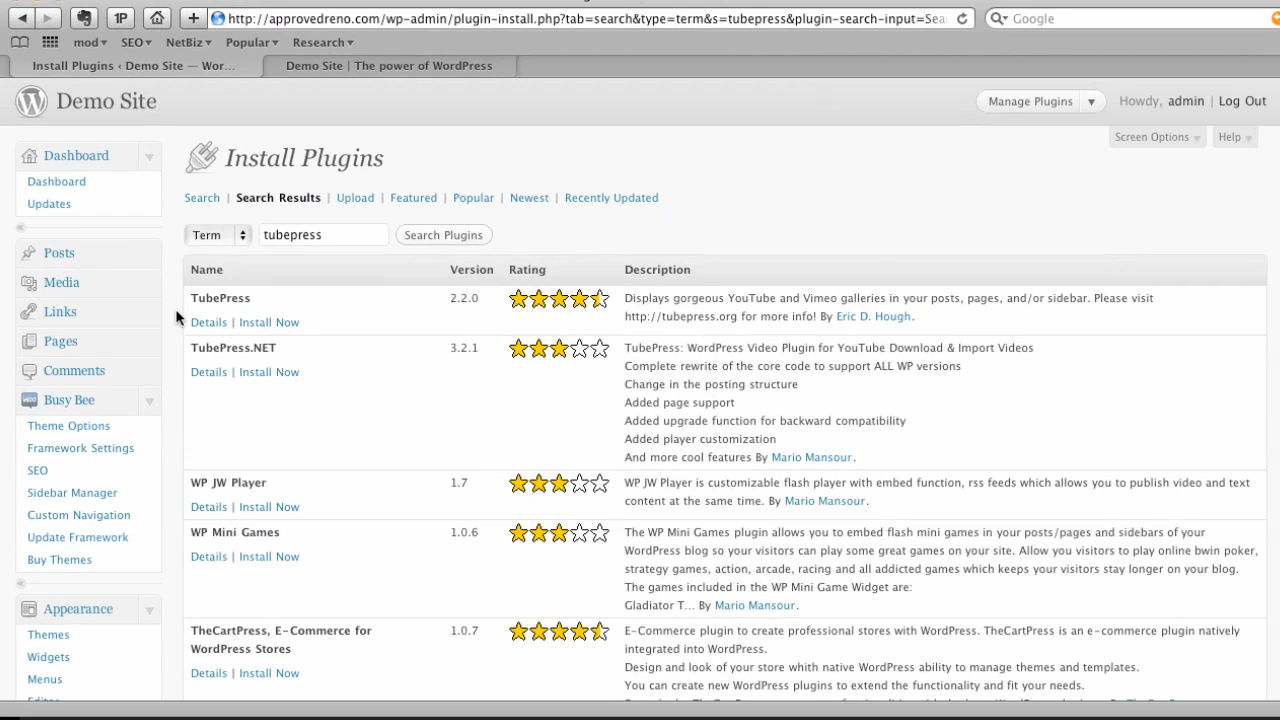 http://approvedreno.com/wp-admin/plugin-install.php?tab=search&type=term&s=tubepress&plugin-search-input=Sea
Google
1P
mod SEO NetBiz Popular Research
Install Plugins ‹ Demo Site — Wor...
Demo Site | The power of WordPress
Demo Site
Manage Plugins
Howdy, admin | Log Out
Screen Options
Help
Dashboard
Dashboard
Updates
Posts
Media
Links
Pages
Comments
Busy Bee
Theme Options
Framework Settings
SEO
Sidebar Manager
Custom Navigation
Update Framework
Buy Themes
Appearance
Themes
Widgets
Menus
Install Plugins
Search | Search Results | Upload | Featured | Popular | Newest | Recently Updated
Term tubepress Search Plugins
Name Version Rating Description
TubePress 2.2.0 Displays gorgeous YouTube and Vimeo galleries in your posts, pages, and/or sidebar. Please visit
http://tubepress.org for more info! By Eric D. Hough.
Details | Install Now
TubePress.NET 3.2.1 TubePress: WordPress Video Plugin for YouTube Download & Import Videos
Complete rewrite of the core code to support ALL WP versions
Details | Install Now
Change in the posting structure
Added page support
Added upgrade function for backward compatibility
Added player customization
And more cool features By Mario Mansour.
WP JW Player 1.7 WP JW Player is customizable flash player with embed function, rss feeds which allows you to publish video and text
content at the same time. By Mario Mansour.
Details | Install Now
WP Mini Games 1.0.6 The WP Mini Games plugin allows you to embed flash mini games in your posts/pages and sidebars of your
WordPress blog so your visitors can play some great games on your site. Allow you visitors to play online bwin poker,
Details | Install Now
strategy games, action, arcade, racing and all addicted games which keeps your visitors stay longer on your blog.
The games included in the WP Mini Game Widget are:
Gladiator T... By Mario Mansour.
TheCartPress, E-Commerce for 1.0.7 E-Commerce plugin to create professional stores with WordPress. TheCartPress is an e-commerce plugin natively
WordPress Stores integrated into WordPress.
Design and look of your store whith native WordPress ability to manage themes and templates.
Details | Install Now
You can create new WordPress plugins to extend the functionality and fit your needs.